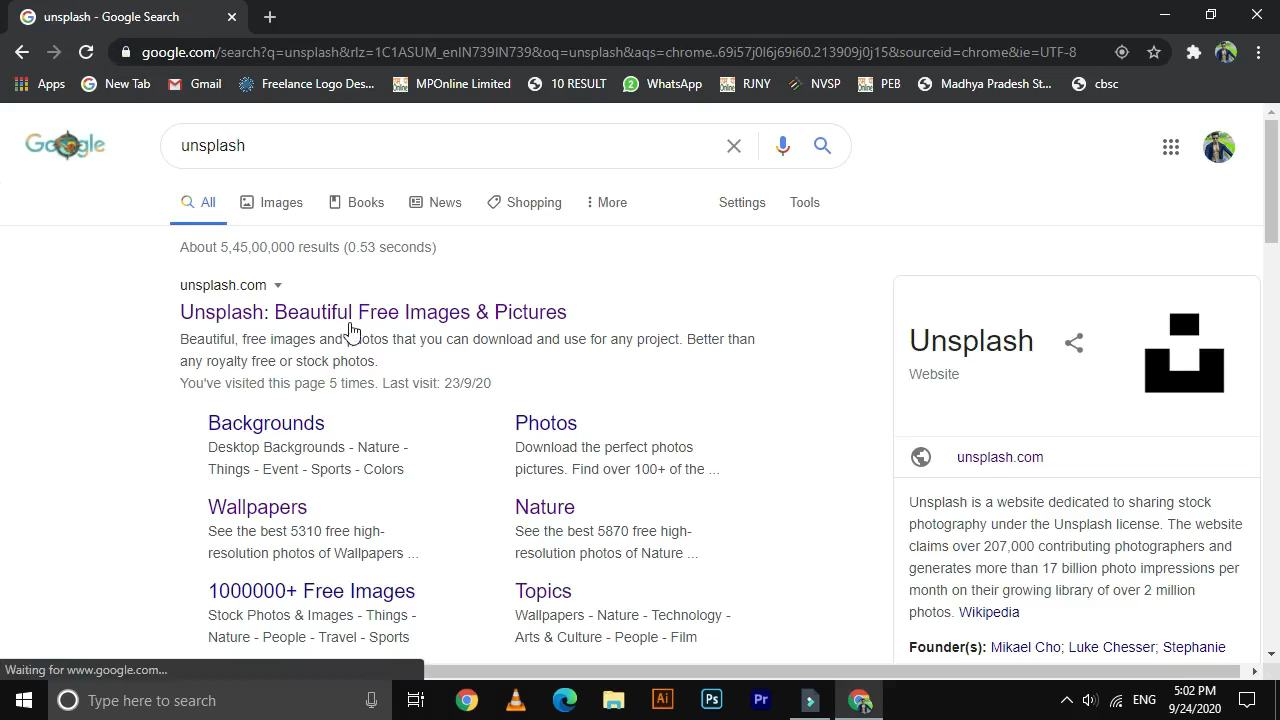 unsplash - Google Search
google.com/search?q=unsplash&rlz=1C1ASUM_enIN739IN739&oq=unsplash&aqs=chrome.. 69i57j0l6j69i60.213909j0j15&sourceid=chrome&ie=UTF-8
Apps New Tab Gmail Freelance Logo Des... MPOnline Limited 10 RESULT 2 WhatsApp RJNY NVSP PEB Madhya Pradesh St... cbsc
Google
unsplash
All Images Books News Shopping More Settings Tools
About 5,45,00,000 results (0.53 seconds)
unsplash.com
Unsplash: Beautiful Free Images & Pictures
Beautiful, free images and photos that you can download and use for any project. Better than
any royalty free or stock photos.
You've visited this page 5 times. Last visit: 23/9/20
Backgrounds
Desktop Backgrounds - Nature -
Things - Event - Sports - Colors
Photos
Download the perfect photos
pictures. Find over 100+ of the ...
Wallpapers
See the best 5310 free high-
resolution photos of Wallpapers ...
Nature
See the best 5870 free high-
resolution photos of Nature ...
1000000+ Free Images
Stock Photos & Images - Things -
Nature - People - Travel - Sports
Topics
Wallpapers - Nature - Technology -
Arts & Culture - People - Film
Unsplash
Website
unsplash.com
Unsplash is a website dedicated to sharing stock
photography under the Unsplash license. The website
claims over 207,000 contributing photographers and
generates more than 17 billion photo impressions per
month on their growing library of over 2 million
photos. Wikipedia
Founder(s): Mikael Cho; Luke Chesser; Stephanie
Waiting for www.google.com...
Type here to search
Ai Ps Pr
ENG
5:02 PM
9/24/2020